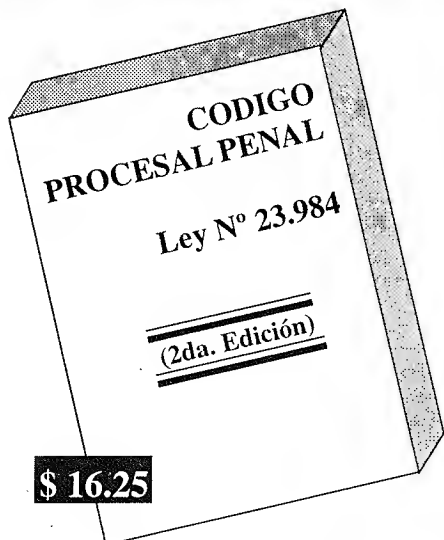 CODIGO
PROCESAL PENAL
Ley Nº 23.984
(2da. Edición)
$ 16.25